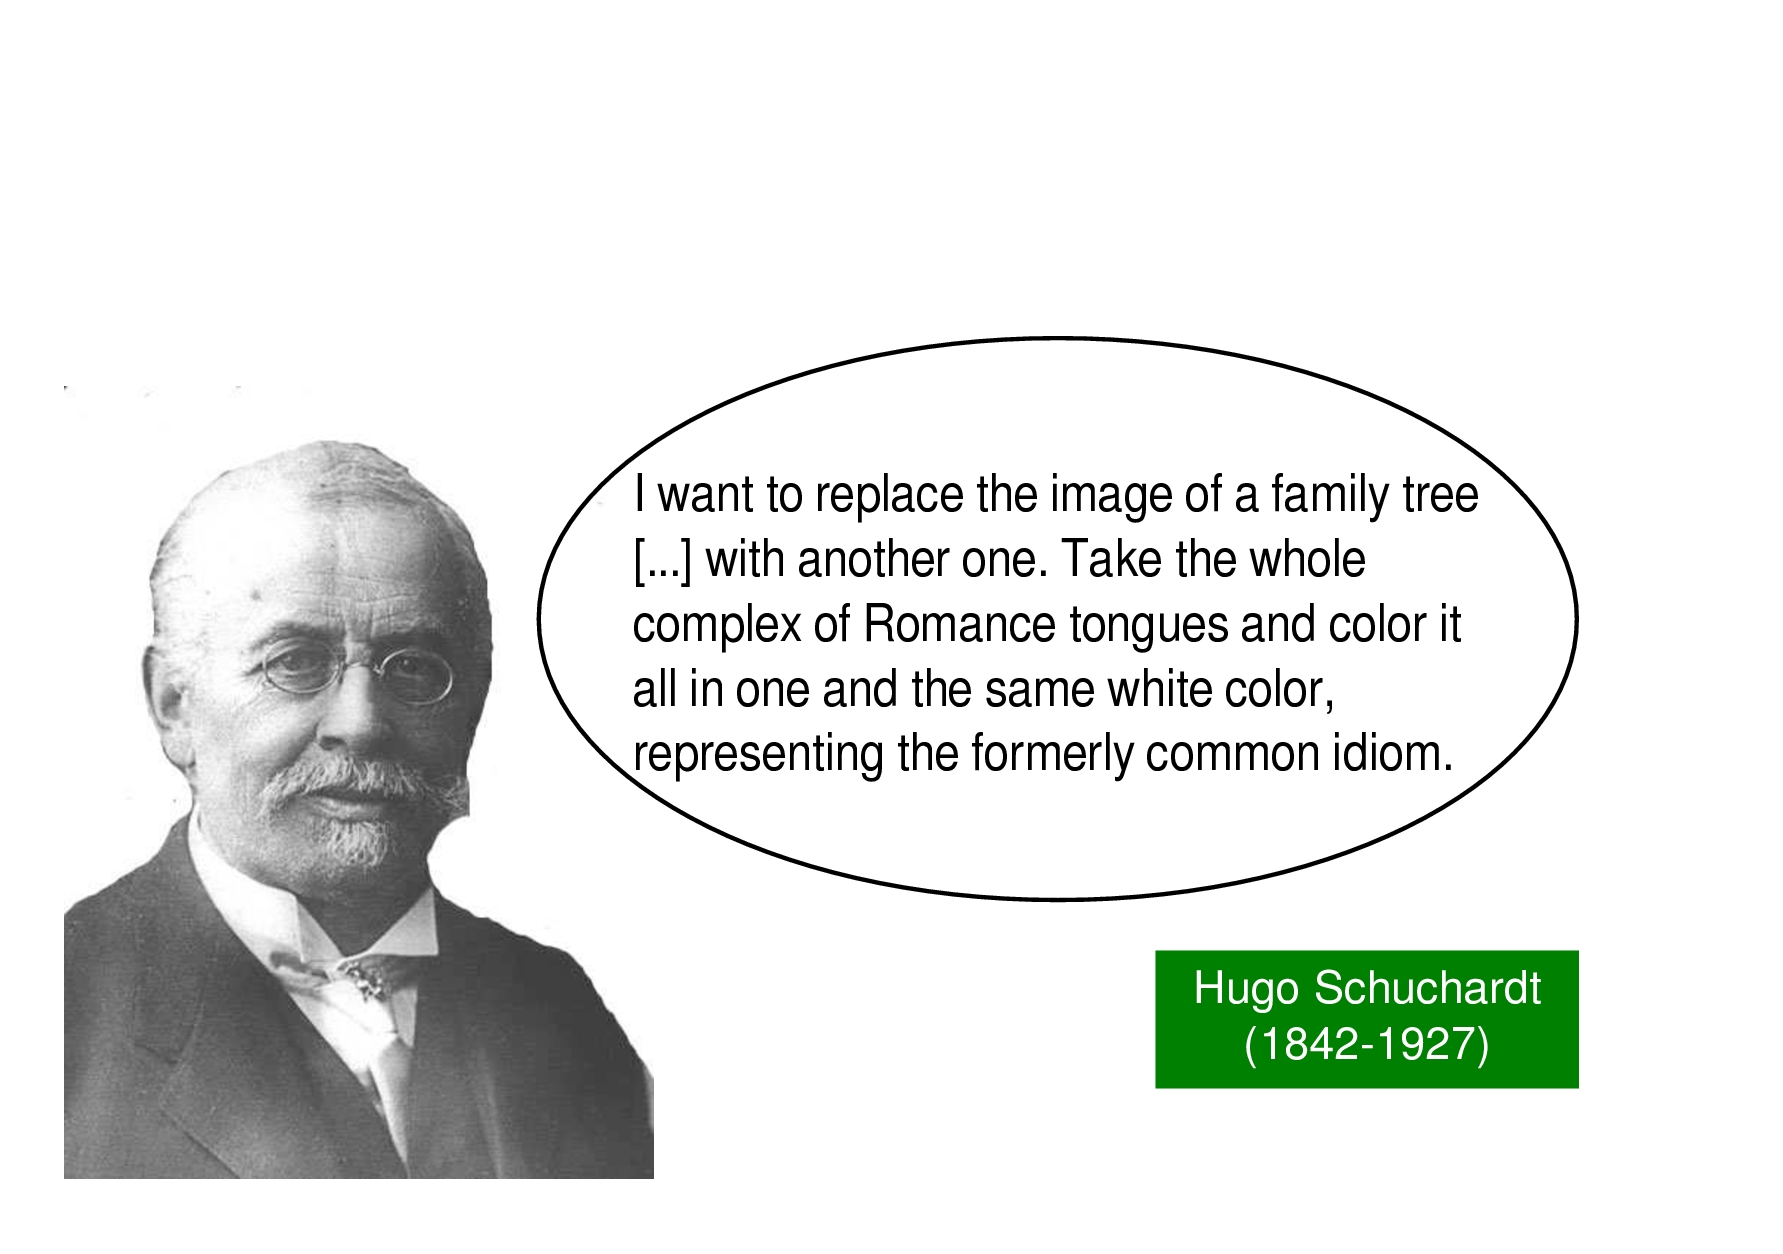 I want to replace the image of a family tree
[...] with another one. Take the whole
complex of Romance tongues and color it
all in one and the same white color,
representing the formerly common idiom.
Hugo Schuchardt
(1842-1927)